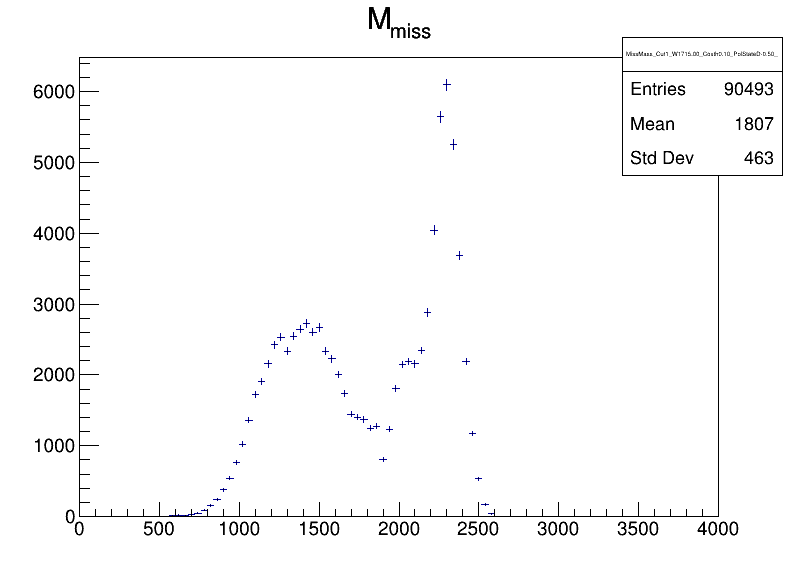 M_miss
MissMass_Cut1_W1715.00_Costh0.10_PolStateD-0.50_
Entries 90493
Mean 1807
Std Dev 463
6000
5000
4000
3000
2000
1000
0
0 500 1000 1500 2000 2500 3000 3500 4000